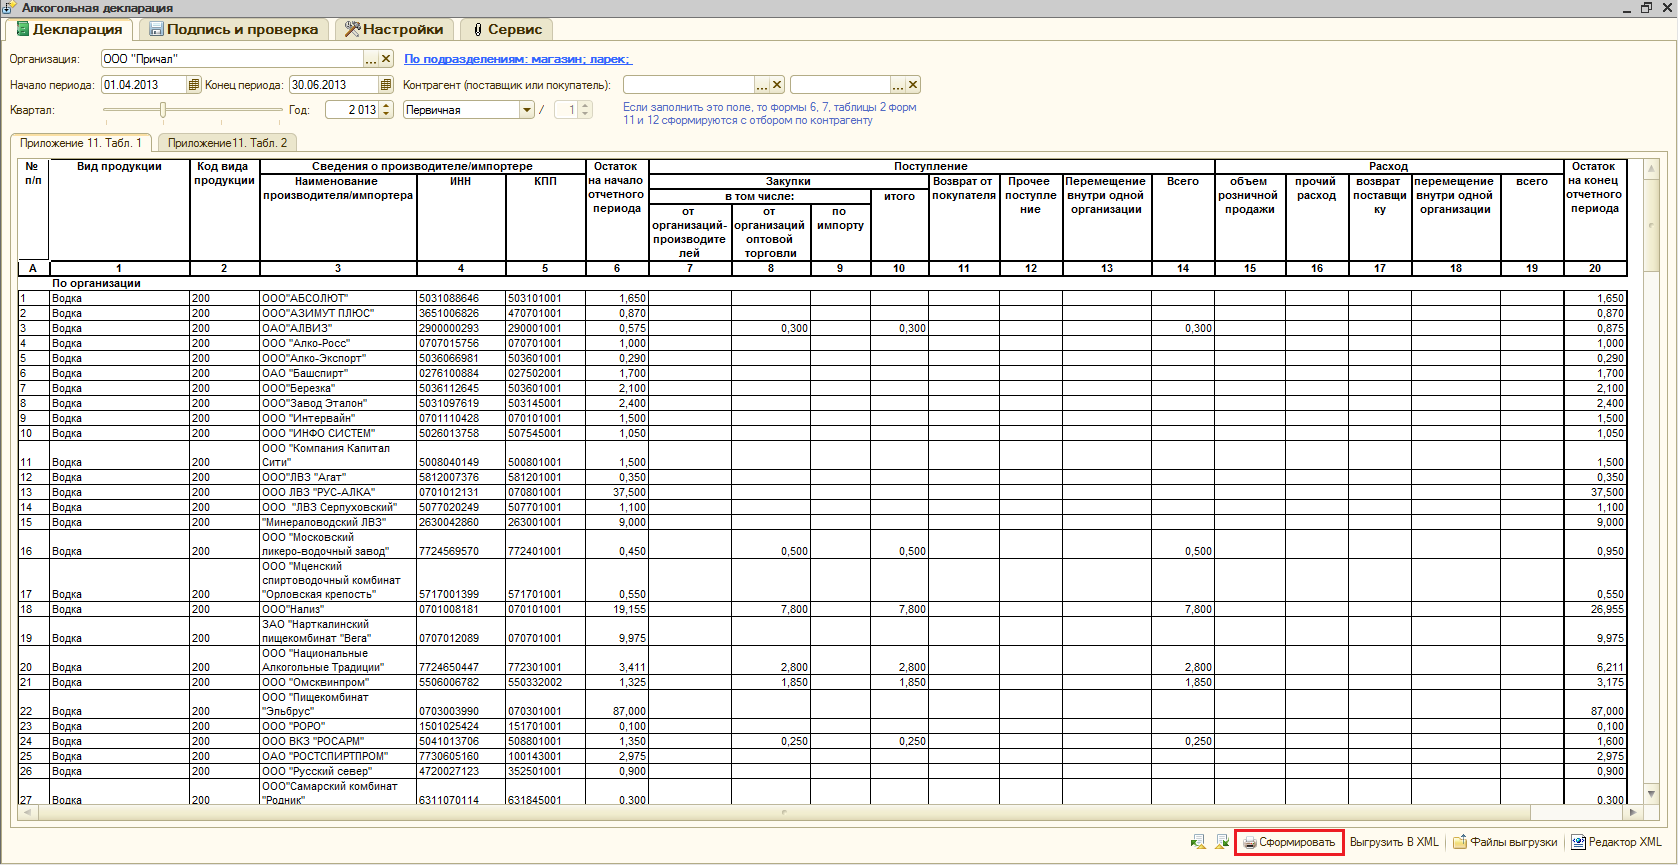 Алкогольная декларация
Декларация Подпись и проверка Настройки Сервис
Организация: ООО "Причал" ... По подразделениям: магазин; ларек;
Начало периода: 01.04.2013 Конец периода: 30.06.2013 Контрагент (поставщик или покупатель): ... ...
Квартал: Год: 2 013 Первичная / 1
Если заполнить это поле, то формы 6, 7, таблицы 2 форм
11 и 12 сформируются с отбором по контрагенту
Приложение 11. Табл. 1 Приложение11. Табл. 2
№ п/п Вид продукции Код вида продукции Сведения о производителе/импортере Остаток на начало отчетного периода Поступление Расход Остаток на конец отчетного периода
Наименование производителя/импортера ИНН КПП Закупки Возврат от покупателя Прочее поступле ние Перемещение внутри одной организации Всего объем розничной продажи прочий расход возврат поставщи ку перемещение внутри одной организации всего
в том числе: итого
от организаций-производите лей от организаций оптовой торговли по импорту
А 1 2 3 4 5 6 7 8 9 10 11 12 13 14 15 16 17 18 19 20
По организации
1 Водка 200 ООО"АБСОЛЮТ" 5031088646 503101001 1,650 1,650
2 Водка 200 ООО"АЗИМУТ ПЛЮС" 3651006826 470701001 0,870 0,870
3 Водка 200 ОАО"АЛВИЗ" 2900000293 290001001 0,575 0,300 0,300 0,300 0,875
4 Водка 200 ООО "Алко-Росс" 0707015756 070701001 1,000 1,000
5 Водка 200 ООО"Алко-Экспорт" 5036066981 503601001 0,290 0,290
6 Водка 200 ОАО "Башспирт" 0276100884 027502001 1,700 1,700
7 Водка 200 ООО"Березка" 5036112645 503601001 2,100 2,100
8 Водка 200 ООО"Завод Эталон" 5031097619 503145001 2,400 2,400
9 Водка 200 ООО "Интервайн" 0701110428 070101001 1,500 1,500
10 Водка 200 ООО "ИНФО СИСТЕМ" 5026013758 507545001 1,050 1,050
ООО "Компания Капитал
11 Водка 200 Сити" 5008040149 500801001 1,500 1,500
12 Водка 200 ООО"ЛВЗ "Агат" 5812007376 581201001 0,350 0,350
13 Водка 200 ООО ЛВЗ "РУС-АЛКА" 0701012131 070801001 37,500 37,500
14 Водка 200 ООО "ЛВЗ Серпуховский" 5077020249 507701001 1,100 1,100
15 Водка 200 "Минераловодский ЛВЗ" 2630042860 263001001 9,000 9,000
ООО "Московский
16 Водка 200 ликеро-водочный завод" 7724569570 772401001 0,450 0,500 0,500 0,500 0,950
ООО "Мценский
спиртоводочный комбинат
17 Водка 200 "Орловская крепость" 5717001399 571701001 0,550 0,550
18 Водка 200 ООО"Нализ" 0701008181 070101001 19,155 7,800 7,800 7,800 26,955
ЗАО "Нарткалинский
19 Водка 200 пищекомбинат "Вега" 0707012089 070701001 9,975 9,975
ООО "Национальные
20 Водка 200 Алкогольные Традиции" 7724650447 772301001 3,411 2,800 2,800 2,800 6,211
21 Водка 200 ООО "Омсквинпром" 5506006782 550332002 1,325 1,850 1,850 1,850 3,175
ООО "Пищекомбинат
22 Водка 200 "Эльбрус" 0703003990 070301001 87,000 87,000
23 Водка 200 ООО "РОРО" 1501025424 151701001 0,100 0,100
24 Водка 200 ООО ВКЗ "РОСАРМ" 5041013706 508801001 1,350 0,250 0,250 0,250 1,600
25 Водка 200 ОАО "РОСТСПИРТПРОМ" 7730605160 100143001 2,975 2,975
26 Водка 200 ООО "Русский север" 4720027123 352501001 0,900 0,900
ООО"Самарский комбинат
27 Водка 200 "Родник" 6311070114 631845001 0,300 0,300
Сформировать Выгрузить В XML Файлы выгрузки Редактор XML